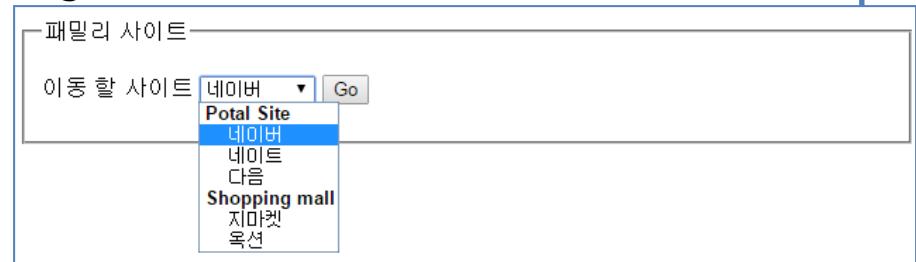 패밀리 사이트
이동 할 사이트 네이버 Go
Potal Site
네이버
네이트
다음
Shopping mall
지마켓
옥션